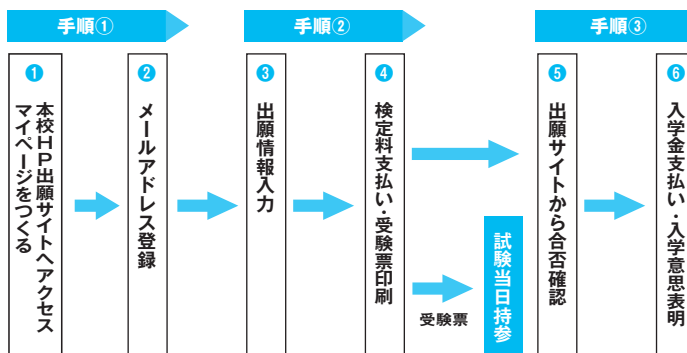 手順①
手順②
手順③
❶
本校HP出願サイトへアクセス
マイページをつくる
❷
メールアドレス登録
❸
出願情報入力
❹
検定料支払い・受験票印刷
受験票
試験当日持参
❺
出願サイトから合否確認
❻
入学金支払い・入学意思表明